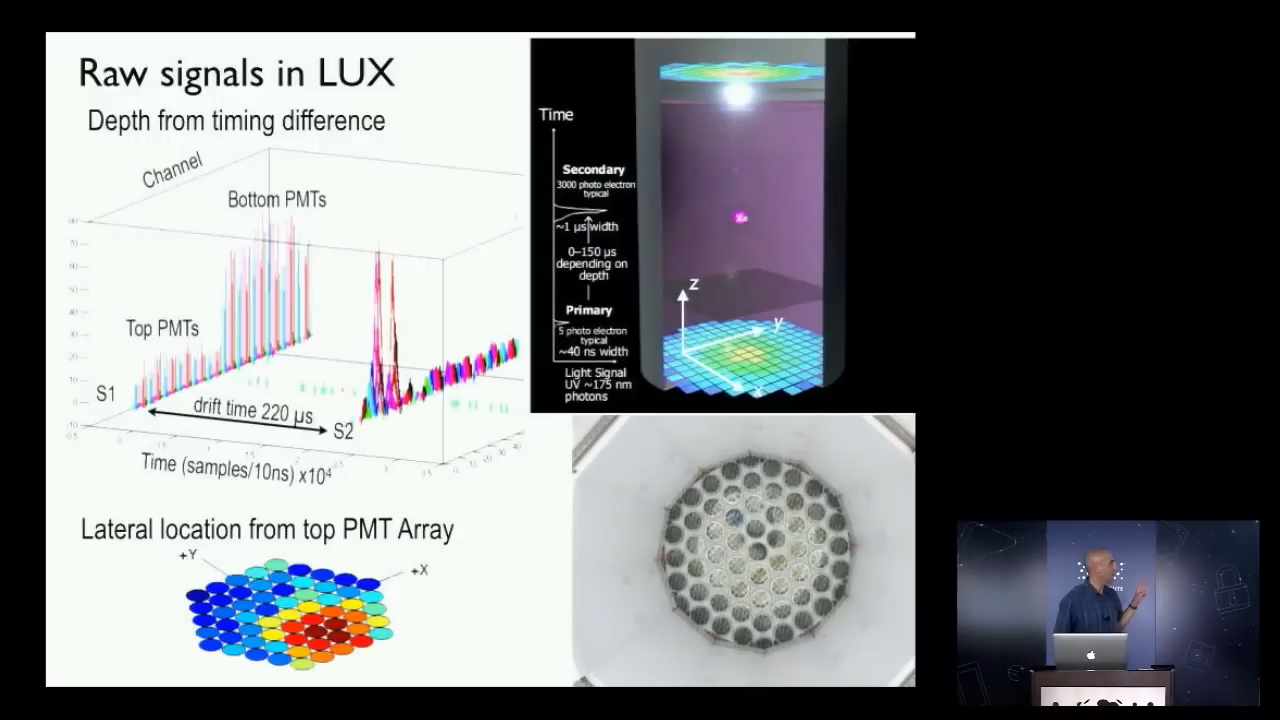 Raw signals in LUX
Depth from timing difference
Channel
Bottom PMTs
Top PMTs
S1
drift time 220 µs
S2
Time (samples/10ns) x10⁴
Lateral location from top PMT Array
+Y
+X
Time
Secondary
3000 photo electron
typical
~1 µs width
0–150 µs
depending on
depth
Primary
5 photo electron
typical
~40 ns width
Light Signal
UV ~175 nm
photons
Xe
z
y
x